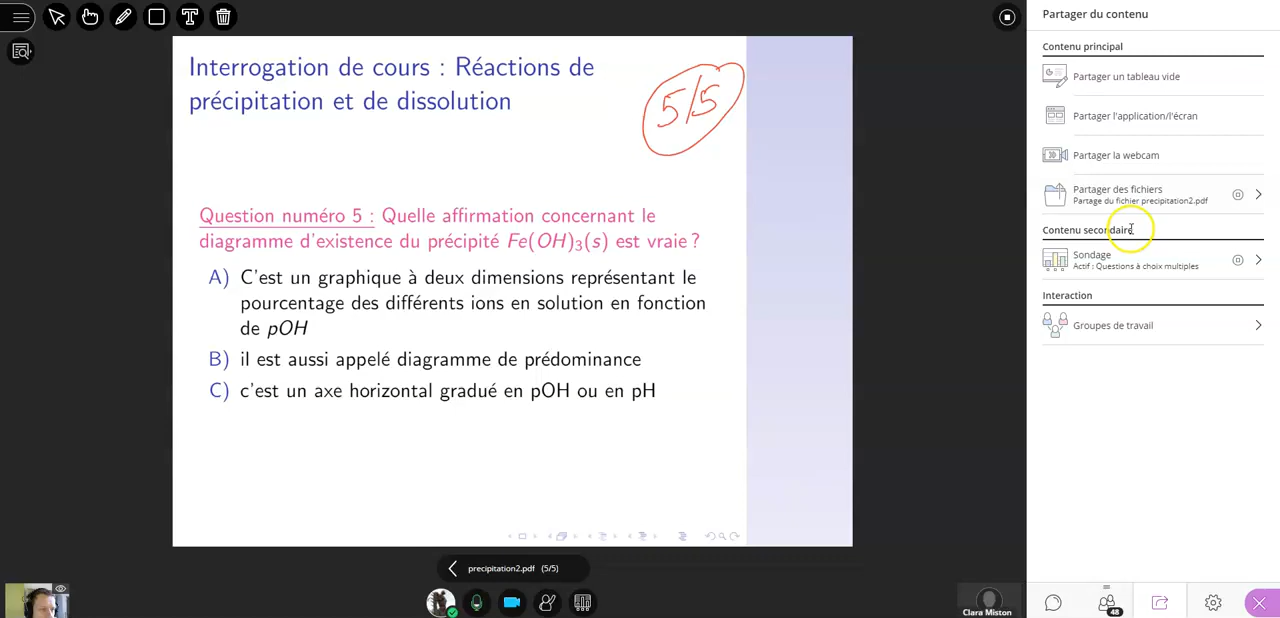 Interrogation de cours : Réactions de
précipitation et de dissolution
5/5
Question numéro 5 : Quelle affirmation concernant le
diagramme d'existence du précipité Fe(OH)₃(s) est vraie ?
A) C'est un graphique à deux dimensions représentant le
pourcentage des différents ions en solution en fonction
de pOH
B) il est aussi appelé diagramme de prédominance
C) c'est un axe horizontal gradué en pOH ou en pH
precipitation2.pdf (5/5)
Clara Miston
Partager du contenu
Contenu principal
Partager un tableau vide
Partager l'application/l'écran
Partager la webcam
Partager des fichiers
Partage du fichier precipitation2.pdf
Contenu secondaire
Sondage
Actif : Questions à choix multiples
Interaction
Groupes de travail
48